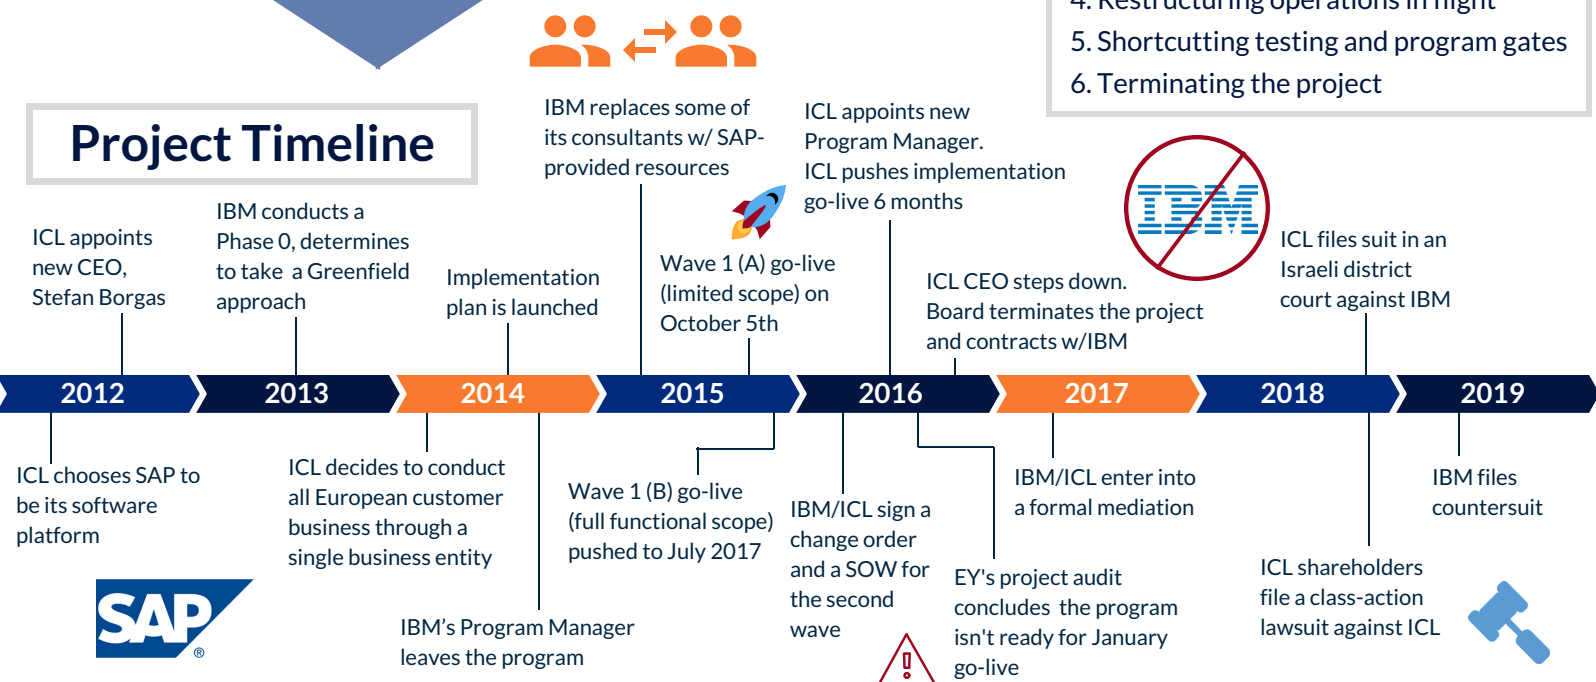 4. Restructuring operations in flight
5. Shortcutting testing and program gates
6. Terminating the project
Project Timeline
ICL appoints
new CEO,
Stefan Borgas
IBM conducts a
Phase 0, determines
to take a Greenfield
approach
Implementation
plan is launched
IBM replaces some of
its consultants w/ SAP-
provided resources
Wave 1 (A) go-live
(limited scope) on
October 5th
ICL appoints new
Program Manager.
ICL pushes implementation
go-live 6 months
ICL CEO steps down.
Board terminates the project
and contracts w/IBM
IBM
ICL files suit in an
Israeli district
court against IBM
2012
2013
2014
2015
2016
2017
2018
2019
ICL chooses SAP to
be its software
platform
SAP
®
ICL decides to conduct
all European customer
business through a
single business entity
IBM’s Program Manager
leaves the program
Wave 1 (B) go-live
(full functional scope)
pushed to July 2017
IBM/ICL sign a
change order
and a SOW for
the second
wave
EY's project audit
concludes  the program
isn't ready for January
go-live
IBM/ICL enter into
a formal mediation
ICL shareholders
file a class-action
lawsuit against ICL
IBM files
countersuit